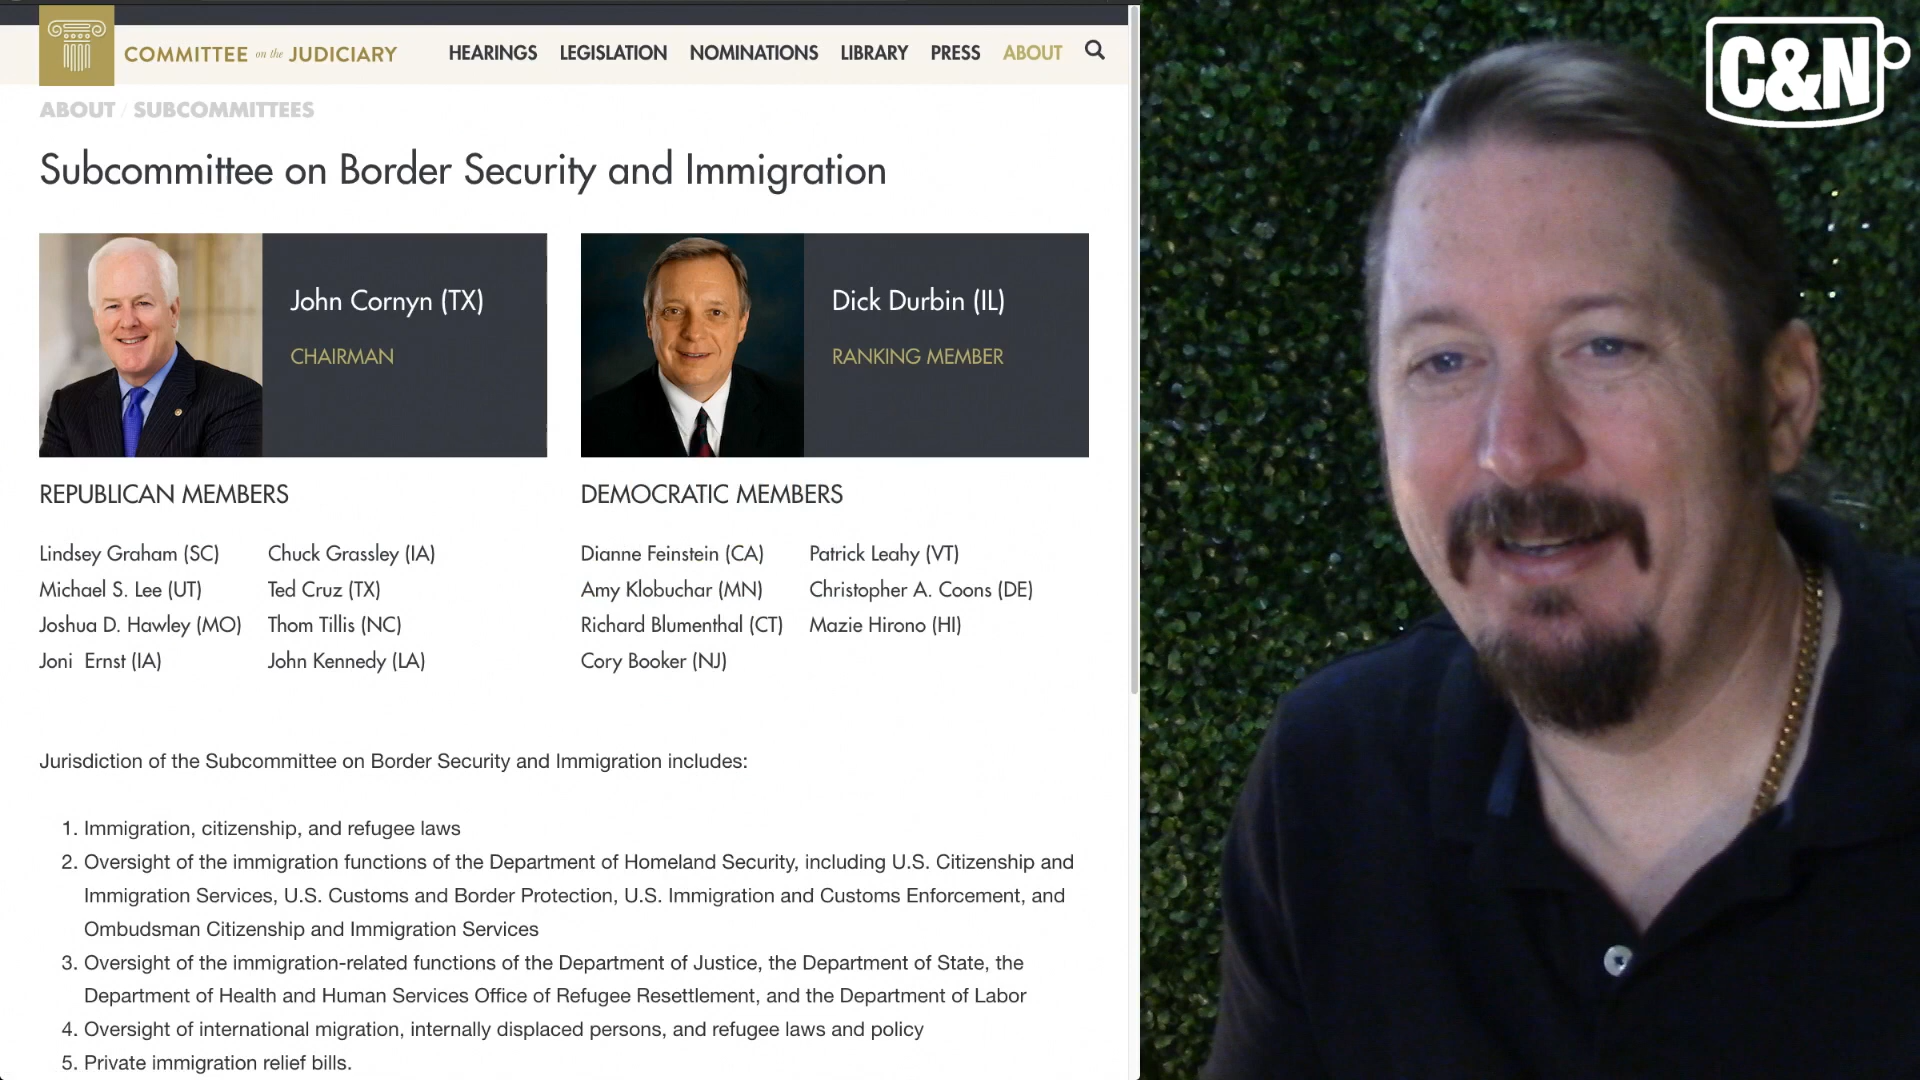 COMMITTEE on the JUDICIARY
HEARINGS LEGISLATION NOMINATIONS LIBRARY PRESS ABOUT
C&N
ABOUT / SUBCOMMITTEES
Subcommittee on Border Security and Immigration
John Cornyn (TX)
CHAIRMAN
Dick Durbin (IL)
RANKING MEMBER
REPUBLICAN MEMBERS
Lindsey Graham (SC) Chuck Grassley (IA)
Michael S. Lee (UT) Ted Cruz (TX)
Joshua D. Hawley (MO) Thom Tillis (NC)
Joni Ernst (IA) John Kennedy (LA)
DEMOCRATIC MEMBERS
Dianne Feinstein (CA) Patrick Leahy (VT)
Amy Klobuchar (MN) Christopher A. Coons (DE)
Richard Blumenthal (CT) Mazie Hirono (HI)
Cory Booker (NJ)
Jurisdiction of the Subcommittee on Border Security and Immigration includes:
1. Immigration, citizenship, and refugee laws
2. Oversight of the immigration functions of the Department of Homeland Security, including U.S. Citizenship and
Immigration Services, U.S. Customs and Border Protection, U.S. Immigration and Customs Enforcement, and
Ombudsman Citizenship and Immigration Services
3. Oversight of the immigration-related functions of the Department of Justice, the Department of State, the
Department of Health and Human Services Office of Refugee Resettlement, and the Department of Labor
4. Oversight of international migration, internally displaced persons, and refugee laws and policy
5. Private immigration relief bills.